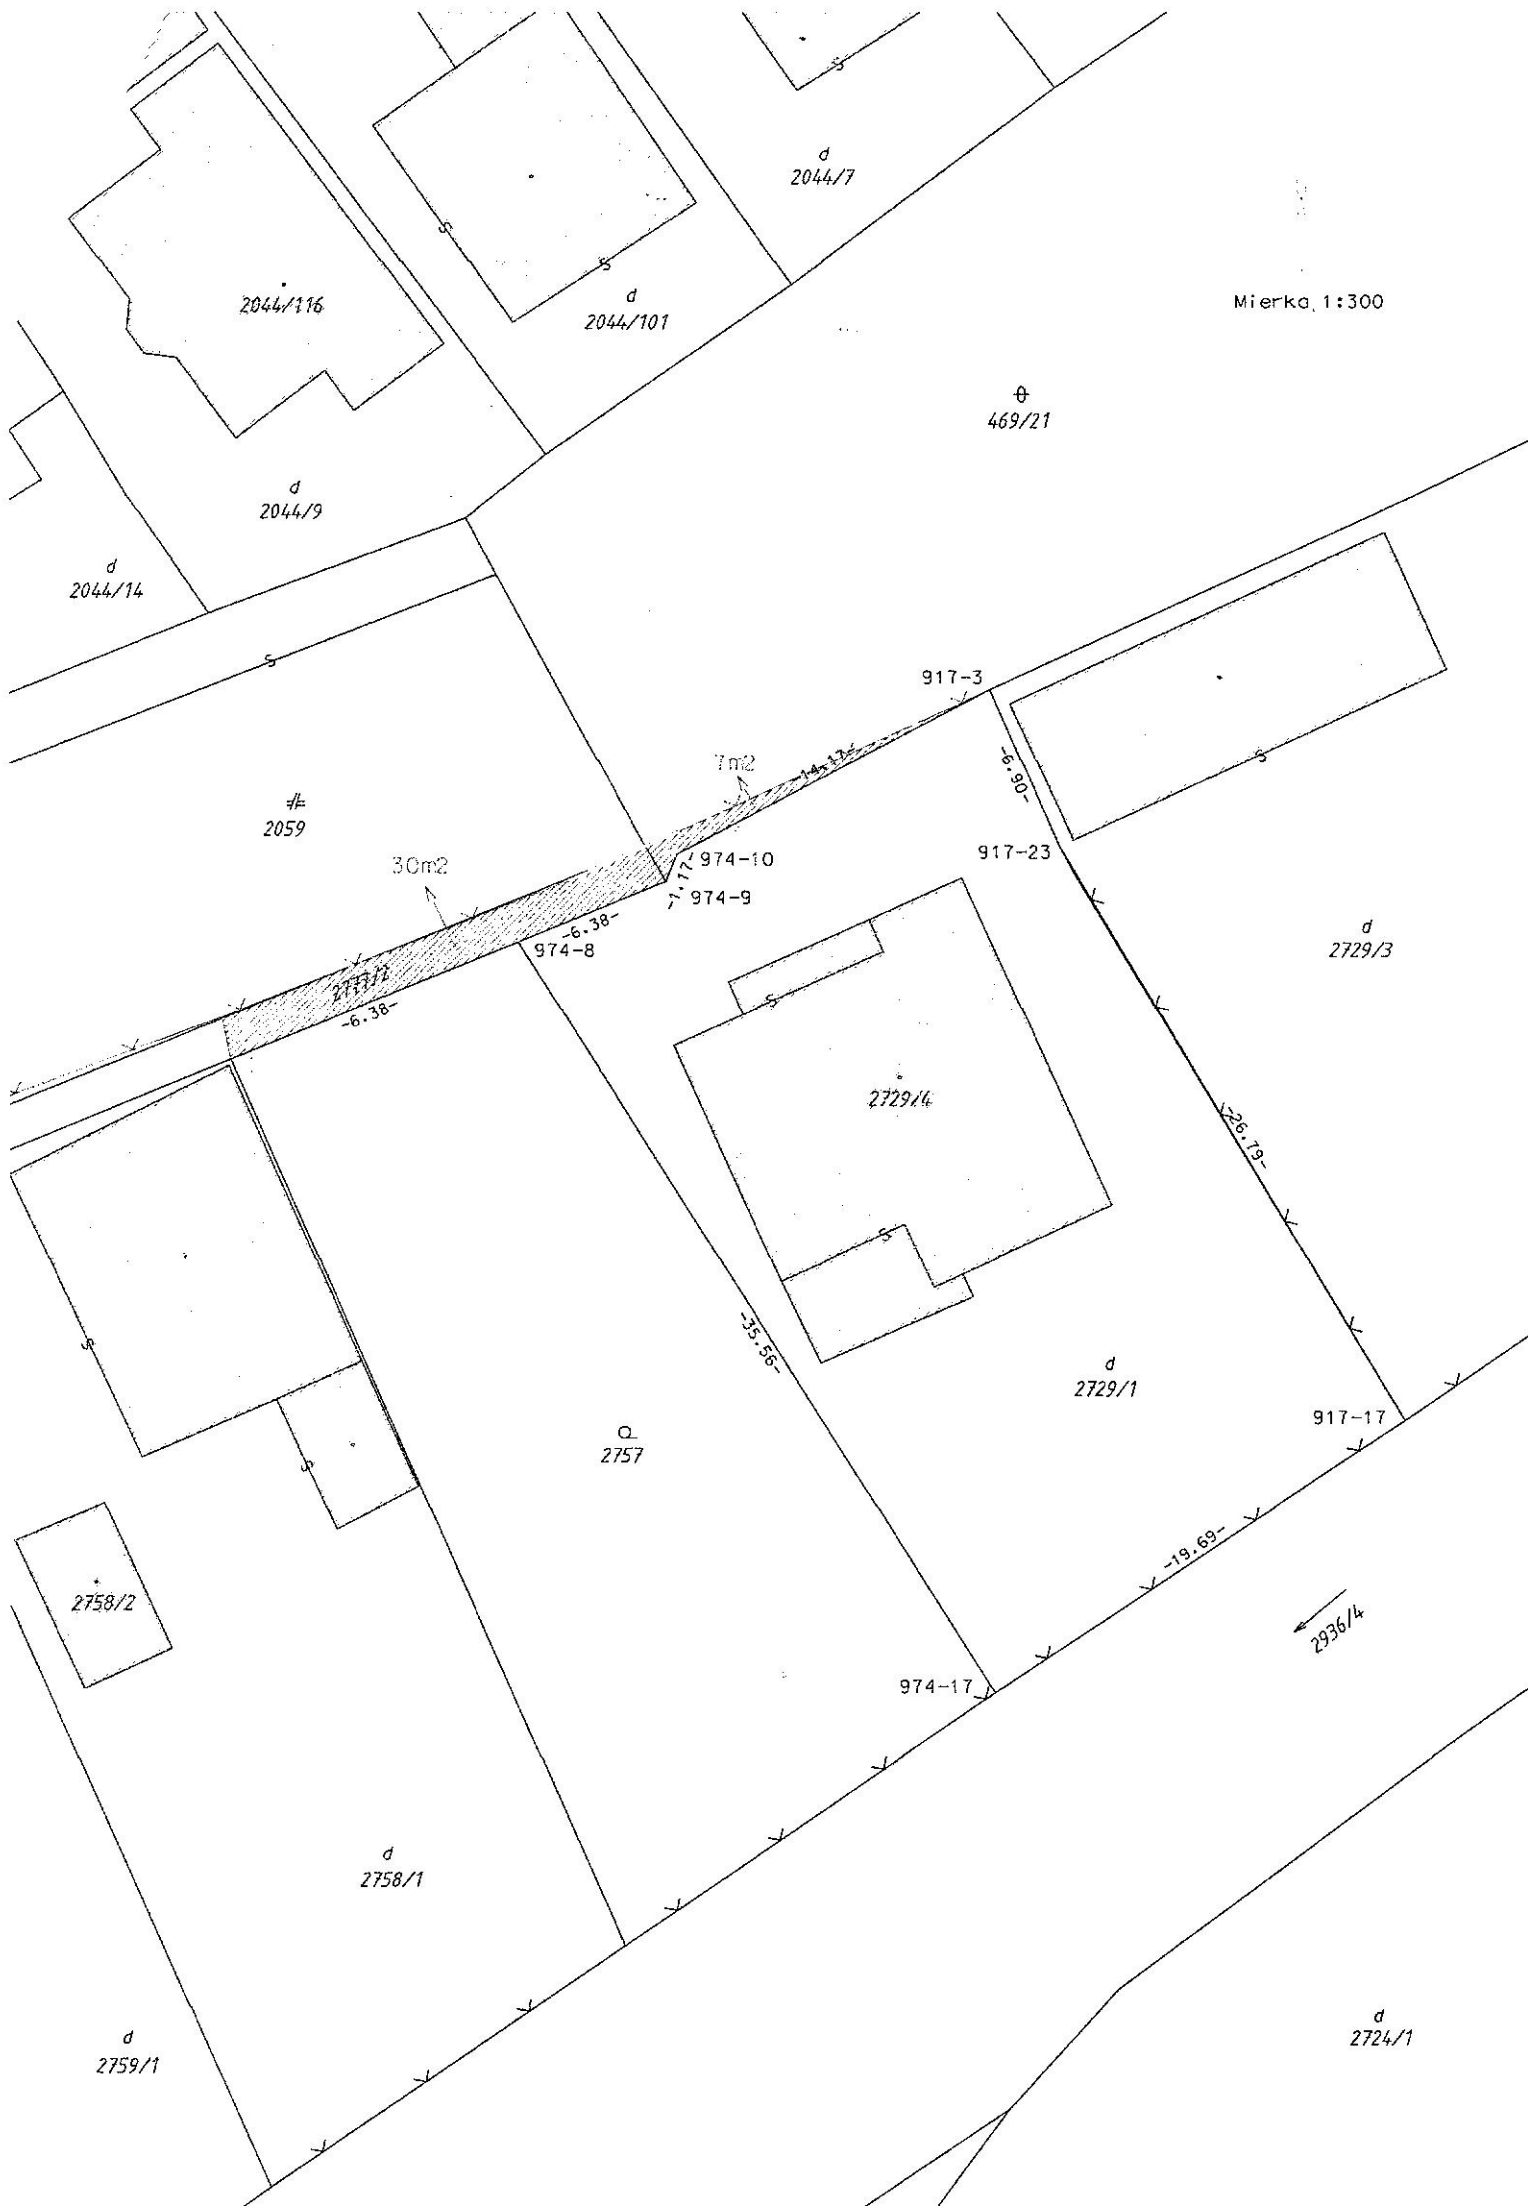 d
2044/7
2044/116
d
2044/101
Mierka 1:300
469/21
d
2044/9
d
2044/14
917-3
7m2
-14.17-
-6.90-
2059
30m2
974-10
917-23
-1.17-
974-9
-6.38-
974-8
d
2729/3
-6.38-
2729/4
-26.79-
S
S
S
S
S
S
S
S
S
-35.56-
d
2729/1
917-17
2757
-19.69-
2758/2
2936/4
974-17
d
2758/1
d
2759/1
d
2724/1